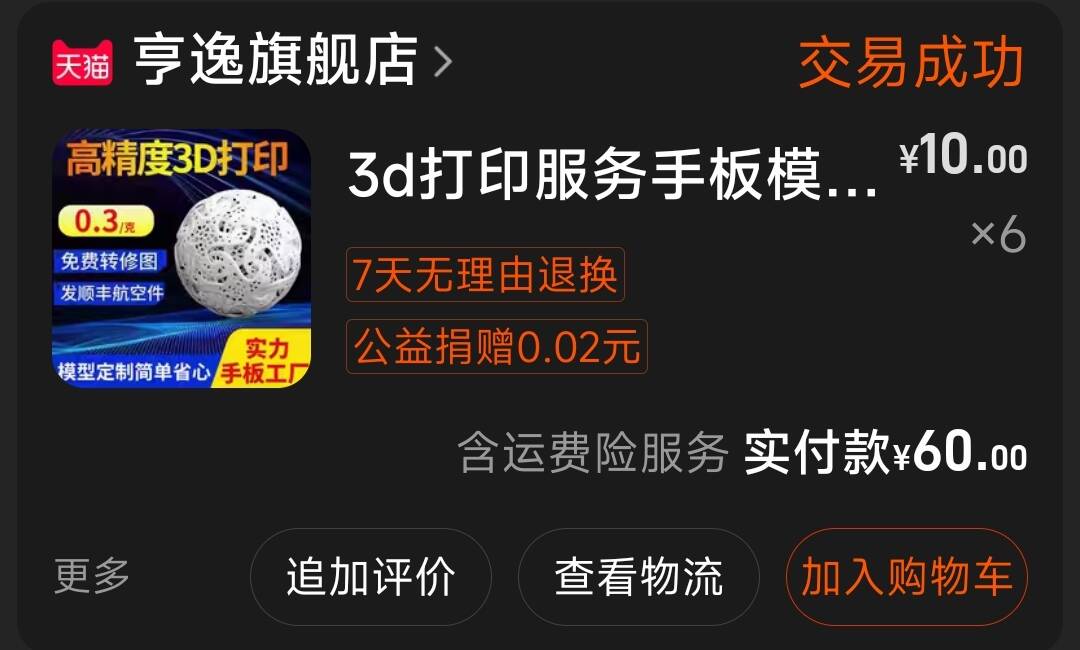 天猫 亨逸旗舰店 >
交易成功
高精度3D打印
0.3/克
免费转修图
发顺丰航空件
模型定制简单省心
实力
手板工厂
3d打印服务手板模...
¥10.00
×6
7天无理由退换
公益捐赠0.02元
含运费险服务 实付款¥60.00
更多 追加评价 查看物流 加入购物车